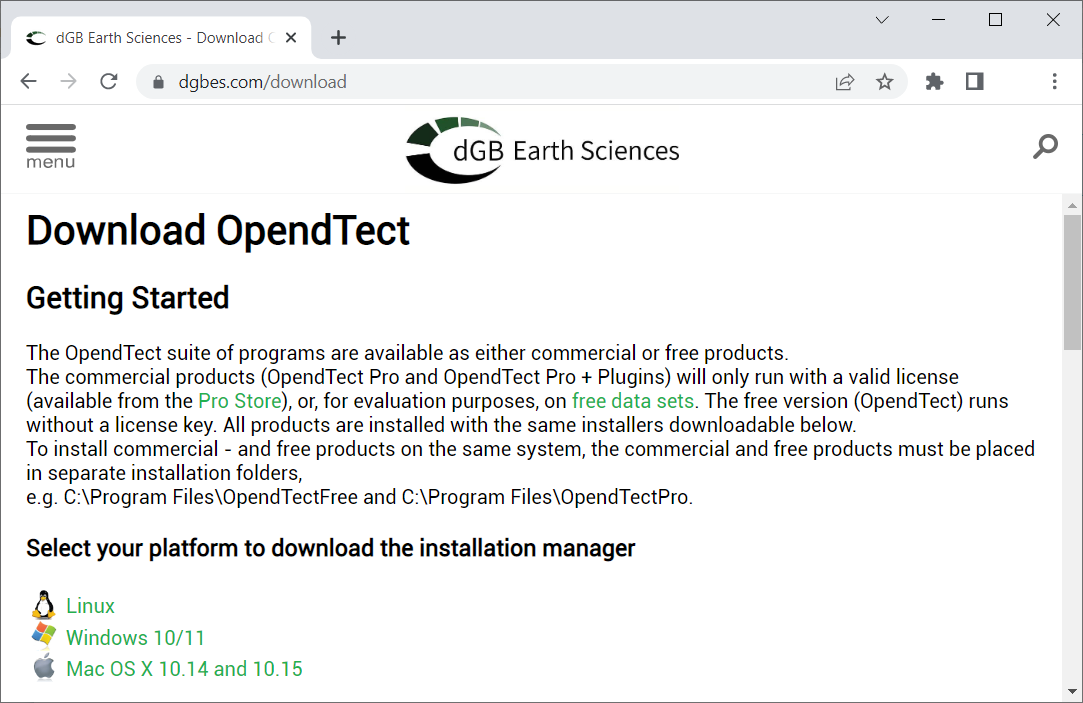 dGB Earth Sciences - Download
dgbes.com/download
menu
dGB Earth Sciences
Download OpendTect
Getting Started
The OpendTect suite of programs are available as either commercial or free products.
The commercial products (OpendTect Pro and OpendTect Pro + Plugins) will only run with a valid license
(available from the Pro Store), or, for evaluation purposes, on free data sets. The free version (OpendTect) runs
without a license key. All products are installed with the same installers downloadable below.
To install commercial - and free products on the same system, the commercial and free products must be placed
in separate installation folders,
e.g. C:\Program Files\OpendTectFree and C:\Program Files\OpendTectPro.
Select your platform to download the installation manager
Linux
Windows 10/11
Mac OS X 10.14 and 10.15